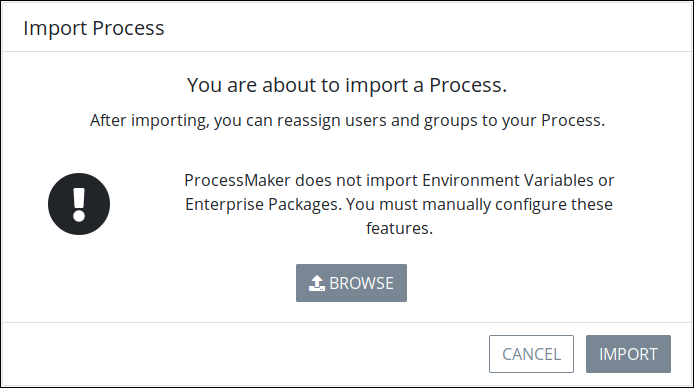 Import Process
You are about to import a Process.
After importing, you can reassign users and groups to your Process.
ProcessMaker does not import Environment Variables or
Enterprise Packages. You must manually configure these
features.
BROWSE
CANCEL
IMPORT